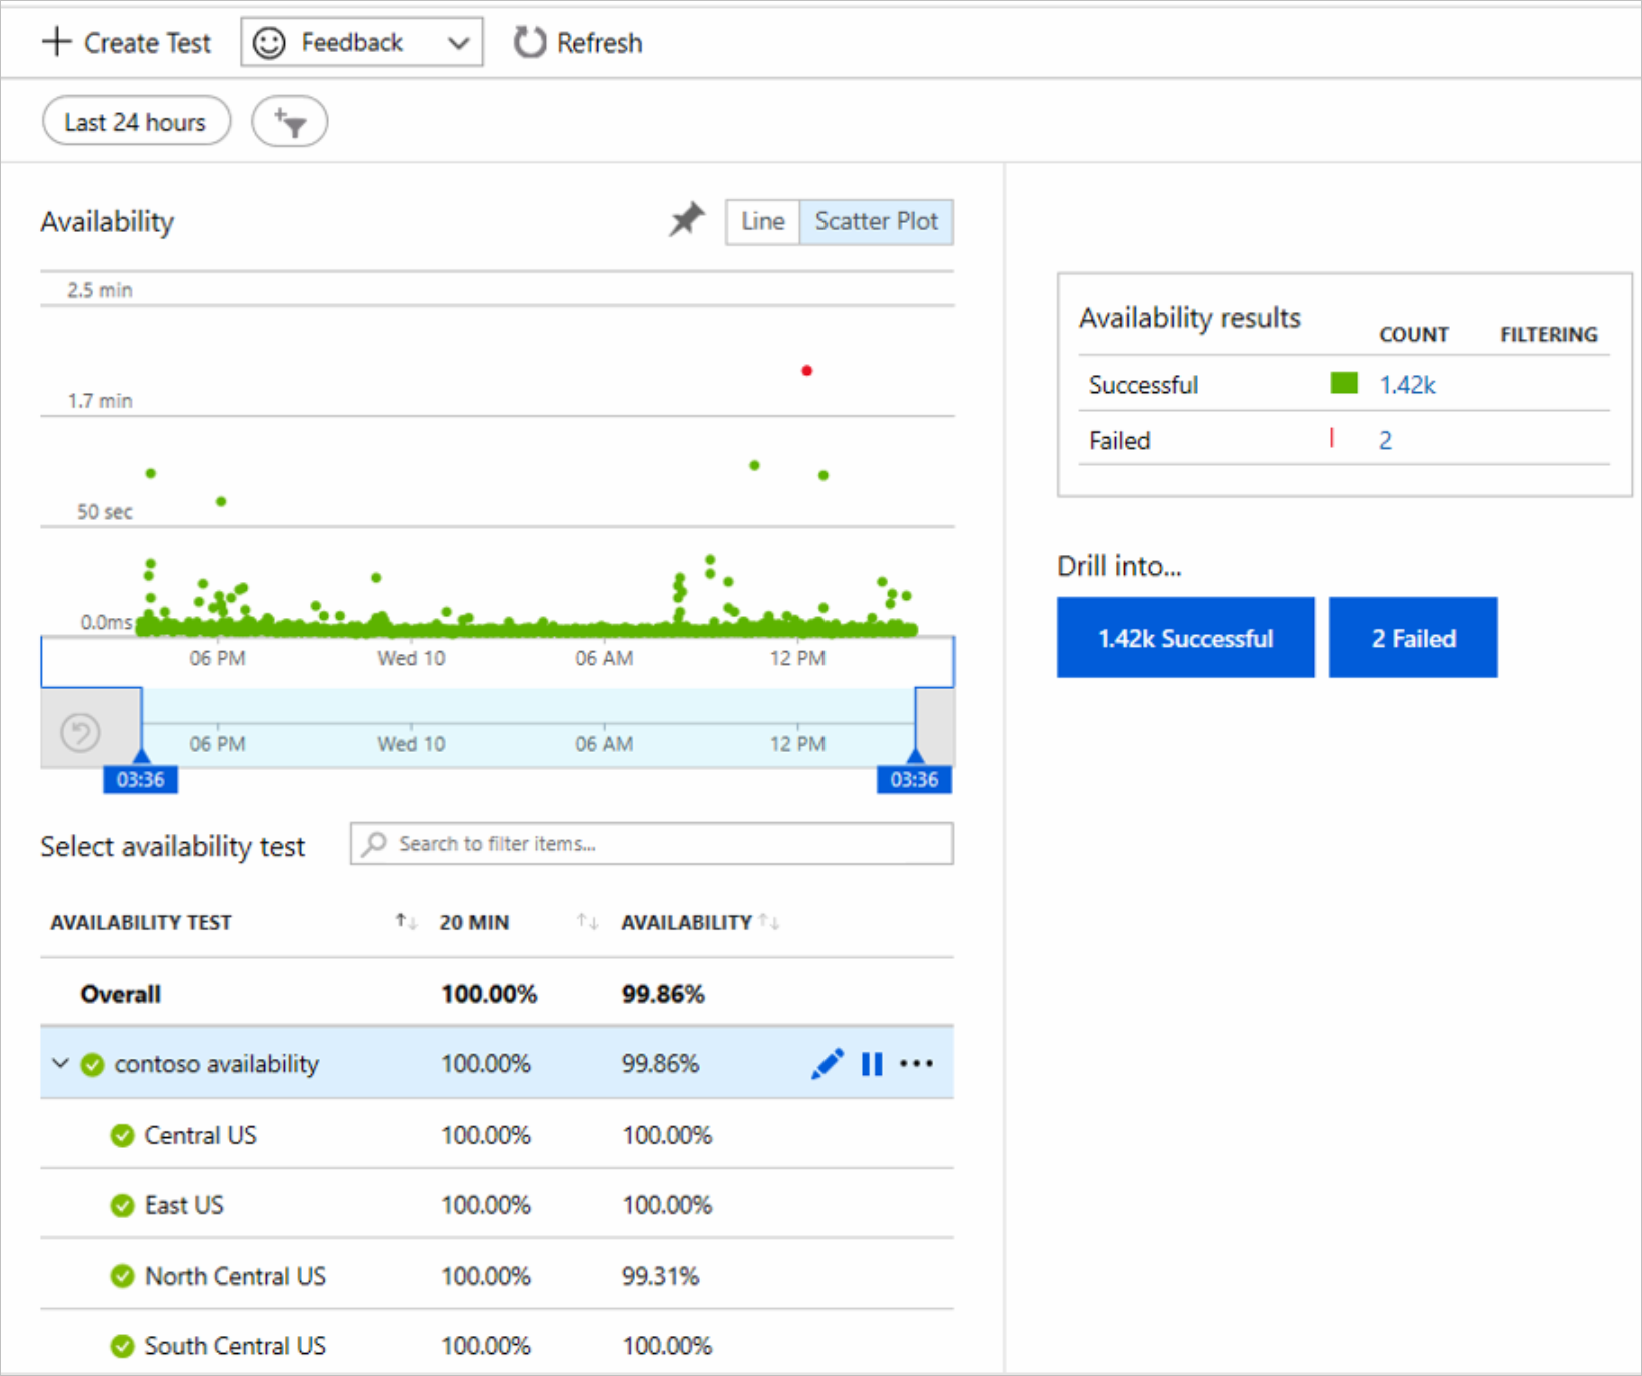 Create Test Feedback Refresh
Last 24 hours
Availability Line Scatter Plot
2.5 min
1.7 min
50 sec
0.0ms
06 PM Wed 10 06 AM 12 PM
06 PM Wed 10 06 AM 12 PM
03:36 03:36
Availability results COUNT FILTERING
Successful 1.42k
Failed 2
Drill into...
1.42k Successful 2 Failed
Select availability test Search to filter items...
AVAILABILITY TEST 20 MIN AVAILABILITY
Overall 100.00% 99.86%
contoso availability 100.00% 99.86%
Central US 100.00% 100.00%
East US 100.00% 100.00%
North Central US 100.00% 99.31%
South Central US 100.00% 100.00%